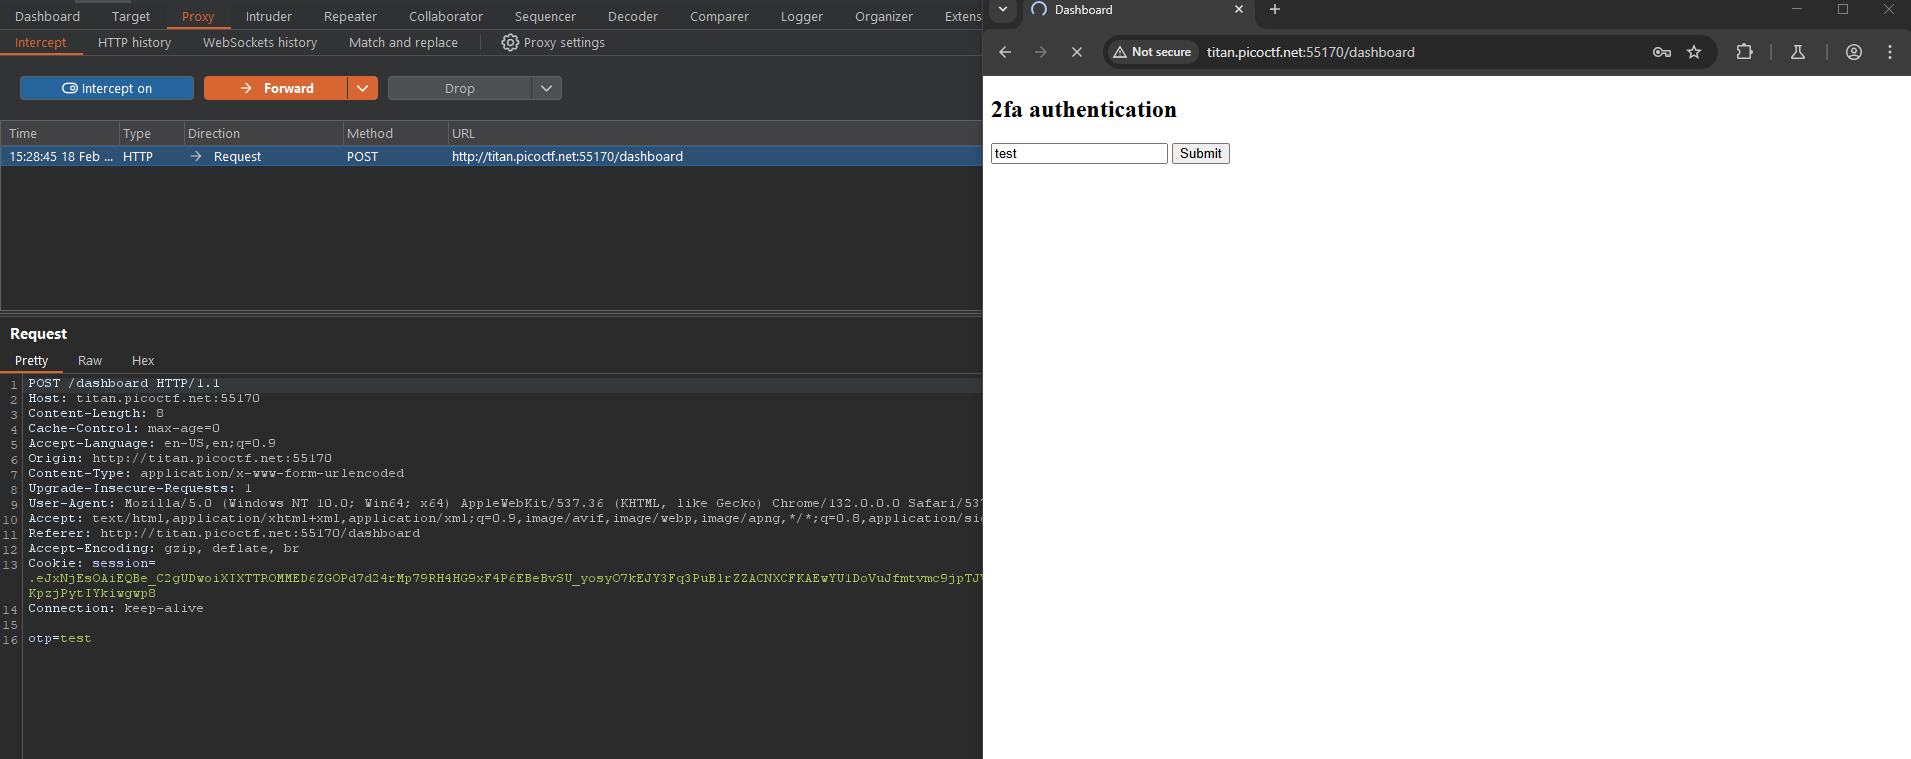 Dashboard Target Proxy Intruder Repeater Collaborator Sequencer Decoder Comparer Logger Organizer Extens
Intercept HTTP history WebSockets history Match and replace Proxy settings
Intercept on Forward Drop
Time Type Direction Method URL
15:28:45 18 Feb ... HTTP Request POST http://titan.picoctf.net:55170/dashboard
Request
Pretty Raw Hex
1 POST /dashboard HTTP/1.1
2 Host: titan.picoctf.net:55170
3 Content-Length: 8
4 Cache-Control: max-age=0
5 Accept-Language: en-US,en;q=0.9
6 Origin: http://titan.picoctf.net:55170
7 Content-Type: application/x-www-form-urlencoded
8 Upgrade-Insecure-Requests: 1
9 User-Agent: Mozilla/5.0 (Windows NT 10.0; Win64; x64) AppleWebKit/537.36 (KHTML, like Gecko) Chrome/132.0.0.0 Safari/537
10 Accept: text/html,application/xhtml+xml,application/xml;q=0.9,image/avif,image/webp,image/apng,*/*;q=0.8,application/sig
11 Referer: http://titan.picoctf.net:55170/dashboard
12 Accept-Encoding: gzip, deflate, br
13 Cookie: session=
KpzjPytIYkiwgwp8
14 Connection: keep-alive
15
16 otp=test
Dashboard
Not secure titan.picoctf.net:55170/dashboard
2fa authentication
test Submit